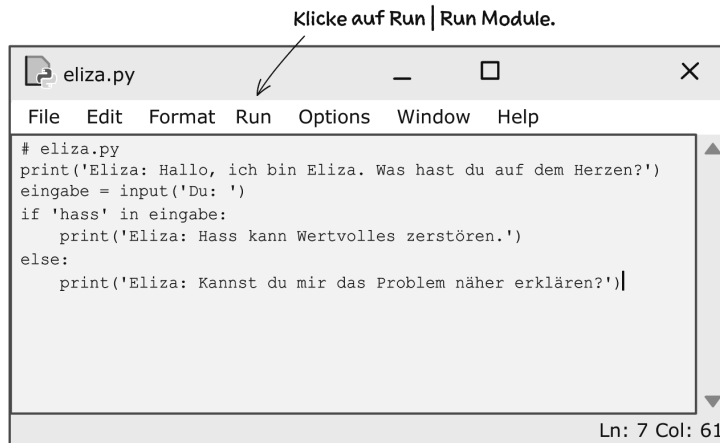 Klicke auf Run | Run Module.
eliza.py
File Edit Format Run Options Window Help
# eliza.py
print('Eliza: Hallo, ich bin Eliza. Was hast du auf dem Herzen?')
eingabe = input('Du: ')
if 'hass' in eingabe:
    print('Eliza: Hass kann Wertvolles zerstören.')
else:
    print('Eliza: Kannst du mir das Problem näher erklären?')
Ln: 7 Col: 61